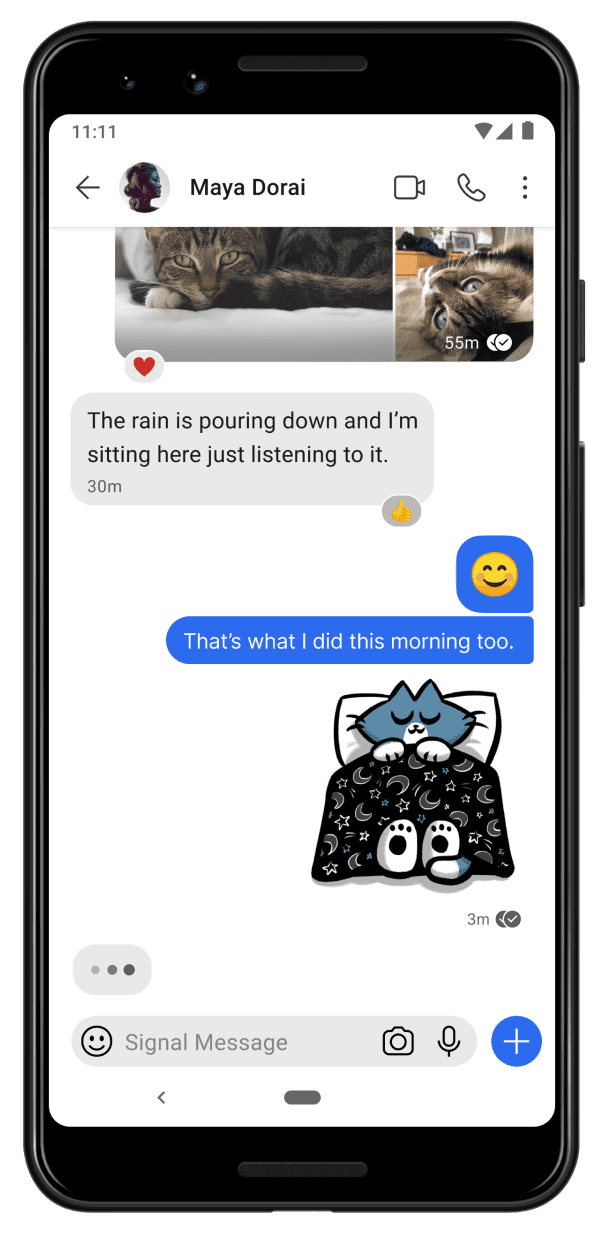 11:11
Maya Dorai
55m
The rain is pouring down and I’m
sitting here just listening to it.
30m
That’s what I did this morning too.
3m
Signal Message